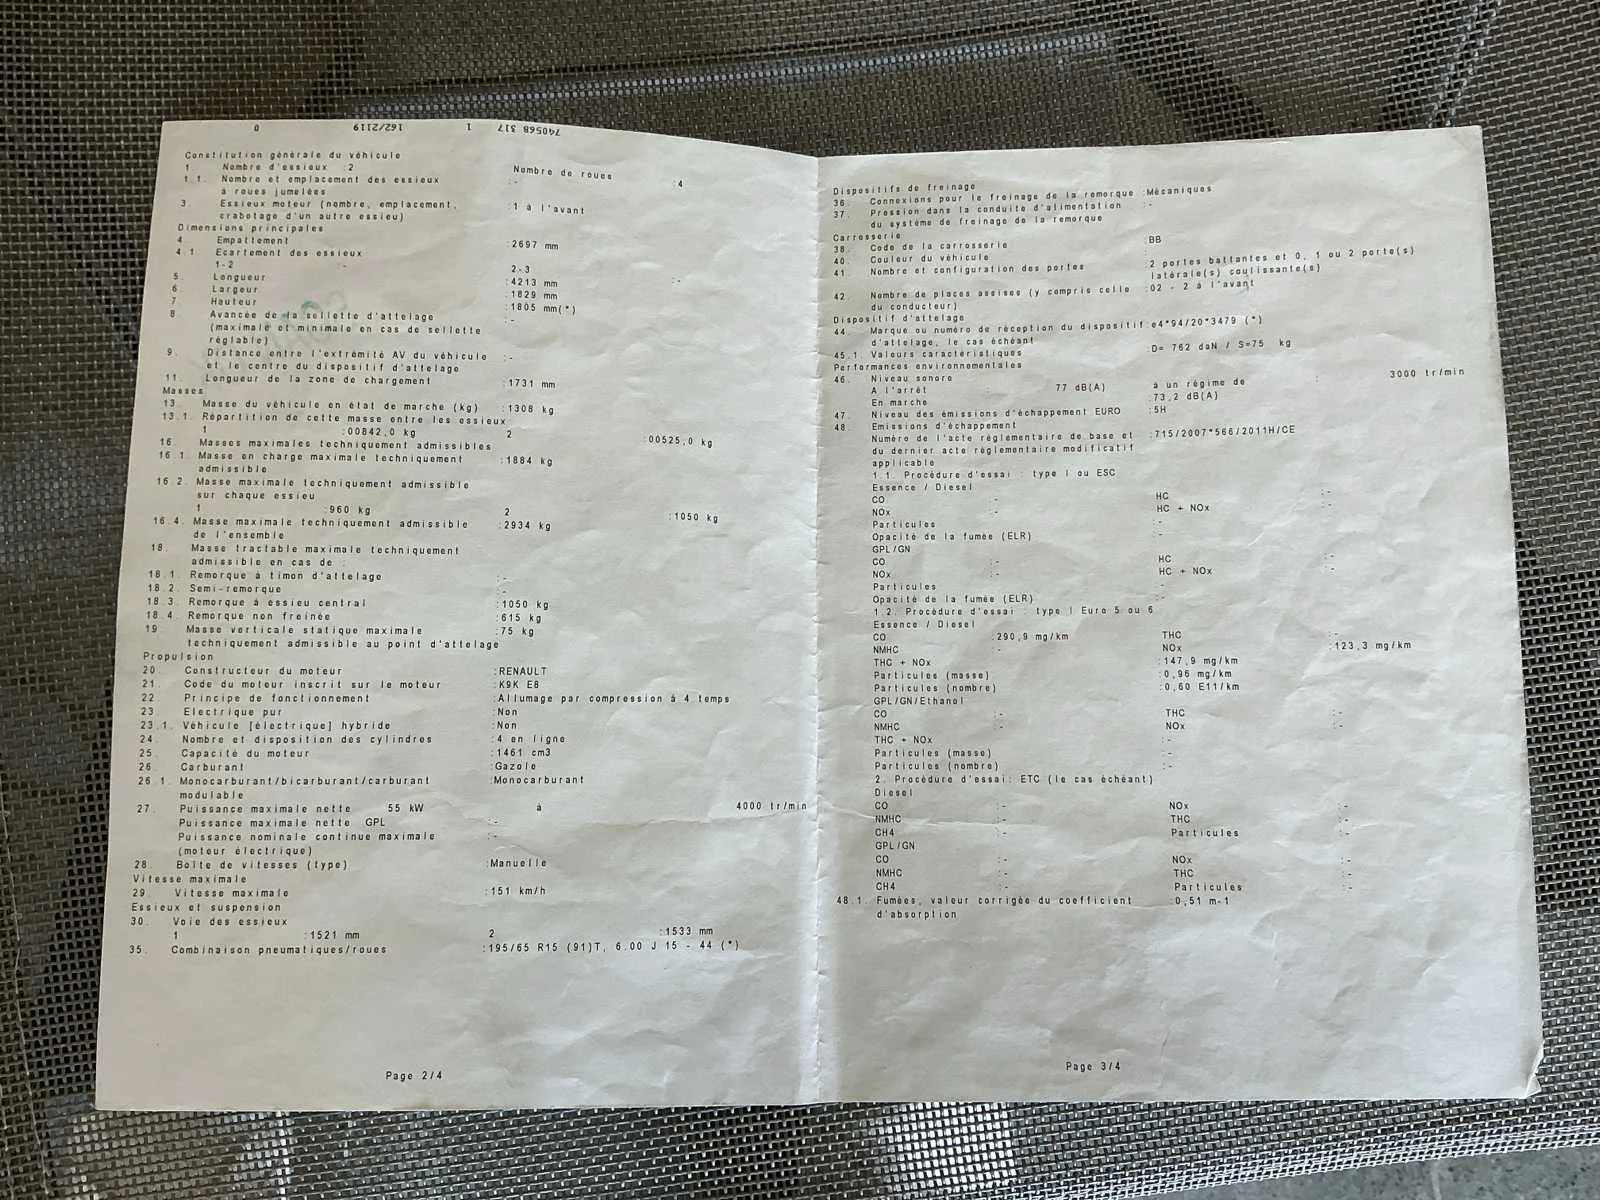 740568 317 1 162/2119 0
Constitution générale du véhicule
1. Nombre d'essieux :2 Nombre de roues :4
1.1. Nombre et emplacement des essieux :-
à roues jumelées
3. Essieux moteur (nombre, emplacement, :1 à l'avant
crabotage d'un autre essieu)
Dimensions principales
4. Empattement :2697 mm
4.1. Ecartement des essieux
1-2 :- 2-3 :-
5. Longueur :4213 mm
6. Largeur :1829 mm
7. Hauteur :1805 mm(*)
8. Avancée de la sellette d'attelage :-
(maximale et minimale en cas de sellette
réglable)
9. Distance entre l'extrémité AV du véhicule :-
et le centre du dispositif d'attelage
11. Longueur de la zone de chargement :1731 mm
Masses
13. Masse du véhicule en état de marche (kg) :1308 kg
13.1. Répartition de cette masse entre les essieux
1 :00842,0 kg 2 :00525,0 kg
16. Masses maximales techniquement admissibles
16.1. Masse en charge maximale techniquement :1884 kg
admissible
16.2. Masse maximale techniquement admissible
sur chaque essieu
1 :960 kg 2 :1050 kg
16.4. Masse maximale techniquement admissible :2934 kg
de l'ensemble
18. Masse tractable maximale techniquement
admissible en cas de :
18.1. Remorque à timon d'attelage :-
18.2. Semi-remorque :-
18.3. Remorque à essieu central :1050 kg
18.4. Remorque non freinée :615 kg
19. Masse verticale statique maximale :75 kg
techniquement admissible au point d'attelage
Propulsion
20. Constructeur du moteur :RENAULT
21. Code du moteur inscrit sur le moteur :K9K E8
22. Principe de fonctionnement :Allumage par compression à 4 temps
23. Electrique pur :Non
23.1. Véhicule [électrique] hybride :Non
24. Nombre et disposition des cylindres :4 en ligne
25. Capacité du moteur :1461 cm3
26. Carburant :Gazole
26.1. Monocarburant/bicarburant/carburant :Monocarburant
modulable
27. Puissance maximale nette 55 kW à 4000 tr/min
Puissance maximale nette GPL :-
Puissance nominale continue maximale :-
(moteur électrique)
28. Boîte de vitesses (type) :Manuelle
Vitesse maximale
29. Vitesse maximale :151 km/h
Essieux et suspension
30. Voie des essieux
1 :1521 mm 2 :1533 mm
35. Combinaison pneumatiques/roues :195/65 R15 (91)T, 6.00 J 15 - 44 (*)
Page 2/4
Dispositifs de freinage
36. Connexions pour le freinage de la remorque :Mécaniques
37. Pression dans la conduite d'alimentation :-
du système de freinage de la remorque
Carrosserie
38. Code de la carrosserie :BB
40. Couleur du véhicule :-
41. Nombre et configuration des portes :2 portes battantes et 0, 1 ou 2 porte(s)
latérale(s) coulissante(s)
42. Nombre de places assises (y compris celle :02 - 2 à l'avant
du conducteur)
Dispositif d'attelage
44. Marque ou numéro de réception du dispositif :e4*94/20*3479 (*)
d'attelage, le cas échéant
45.1. Valeurs caractéristiques :D= 762 daN / S=75 kg
Performances environnementales
46. Niveau sonore
A l'arrêt 77 dB(A) à un régime de : 3000 tr/min
En marche :73,2 dB(A)
47. Niveau des émissions d'échappement EURO :5H
48. Emissions d'échappement
Numéro de l'acte réglementaire de base et :715/2007*566/2011H/CE
du dernier acte réglementaire modificatif
applicable
1.1. Procédure d'essai : type I ou ESC
Essence / Diesel
CO :- HC :-
NOx :- HC + NOx :-
Particules :-
Opacité de la fumée (ELR) :-
GPL/GN
CO :- HC :-
NOx :- HC + NOx :-
Particules :-
Opacité de la fumée (ELR) :-
1.2. Procédure d'essai : type I Euro 5 ou 6
Essence / Diesel
CO :290,9 mg/km THC :-
NMHC :- NOx :123,3 mg/km
THC + NOx :147,9 mg/km
Particules (masse) :0,96 mg/km
Particules (nombre) :0,60 E11/km
GPL/GN/Ethanol
CO :- THC :-
NMHC :- NOx :-
THC + NOx :-
Particules (masse) :-
Particules (nombre) :-
2. Procédure d'essai: ETC (le cas échéant)
Diesel
CO :- NOx :-
NMHC :- THC :-
CH4 :- Particules :-
GPL/GN
CO :- NOx :-
NMHC :- THC :-
CH4 :- Particules :-
48.1. Fumées, valeur corrigée du coefficient :0,51 m-1
d'absorption
Page 3/4